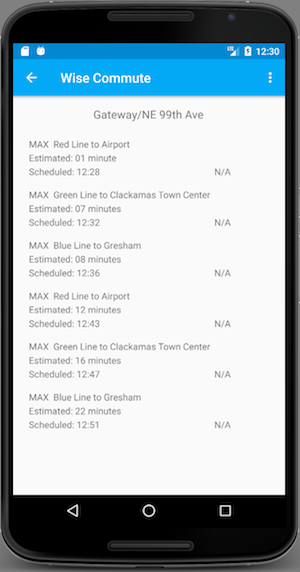 12:30
Wise Commute
Gateway/NE 99th Ave
MAX Red Line to Airport
Estimated: 01 minute
Scheduled: 12:28 N/A
MAX Green Line to Clackamas Town Center
Estimated: 07 minutes
Scheduled: 12:32 N/A
MAX Blue Line to Gresham
Estimated: 08 minutes
Scheduled: 12:36 N/A
MAX Red Line to Airport
Estimated: 12 minutes
Scheduled: 12:43 N/A
MAX Green Line to Clackamas Town Center
Estimated: 16 minutes
Scheduled: 12:47 N/A
MAX Blue Line to Gresham
Estimated: 22 minutes
Scheduled: 12:51 N/A